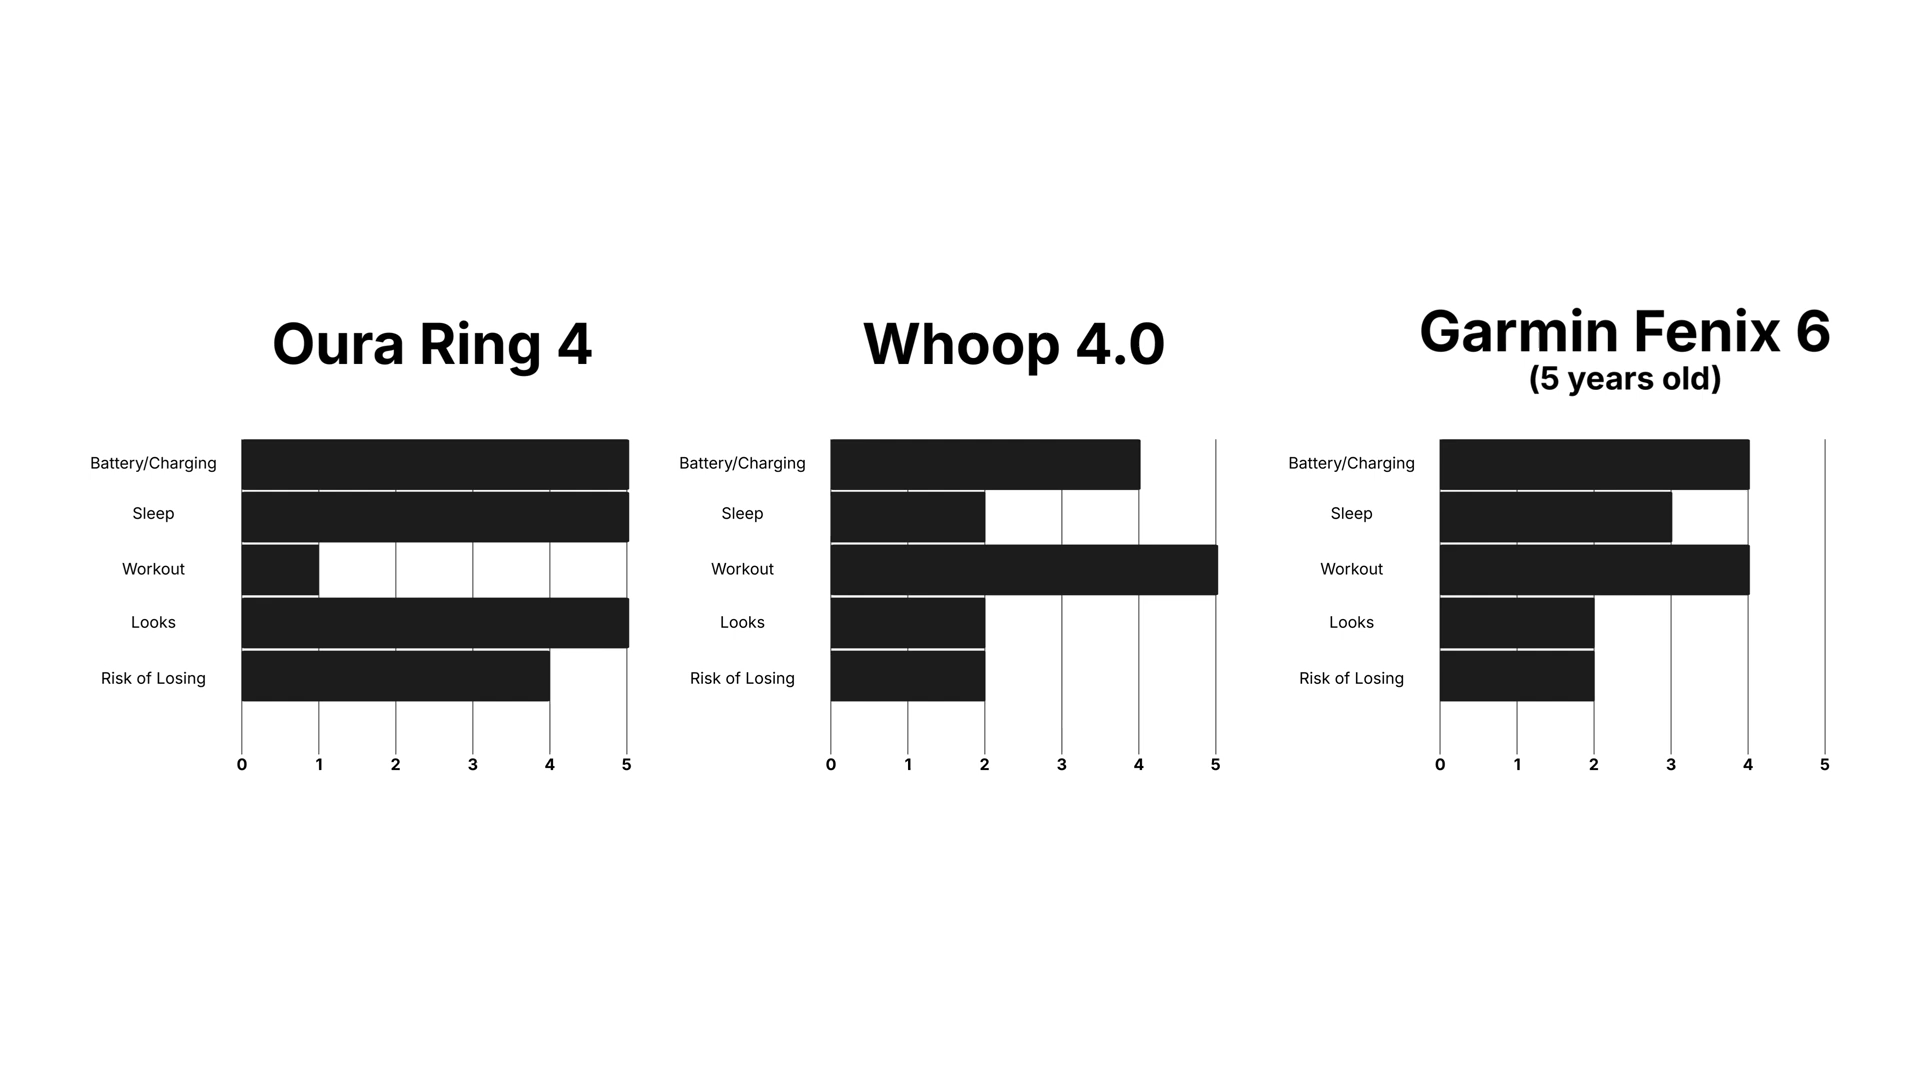 Oura Ring 4
Battery/Charging
Sleep
Workout
Looks
Risk of Losing
0 1 2 3 4 5
Whoop 4.0
Battery/Charging
Sleep
Workout
Looks
Risk of Losing
0 1 2 3 4 5
Garmin Fenix 6
(5 years old)
Battery/Charging
Sleep
Workout
Looks
Risk of Losing
0 1 2 3 4 5